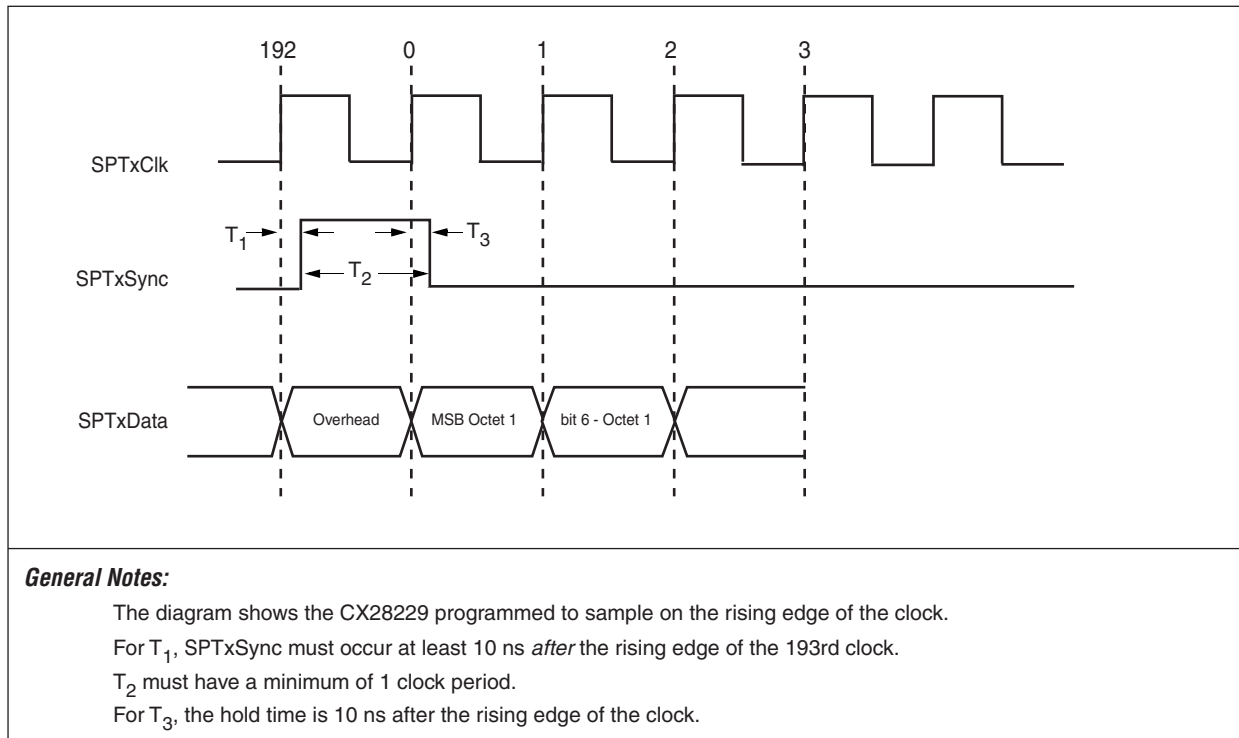 192 0 1 2 3
SPTxClk
T1 T3
T2
SPTxSync
SPTxData Overhead MSB Octet 1 bit 6 - Octet 1
General Notes:
The diagram shows the CX28229 programmed to sample on the rising edge of the clock.
For T1, SPTxSync must occur at least 10 ns after the rising edge of the 193rd clock.
T2 must have a minimum of 1 clock period.
For T3, the hold time is 10 ns after the rising edge of the clock.